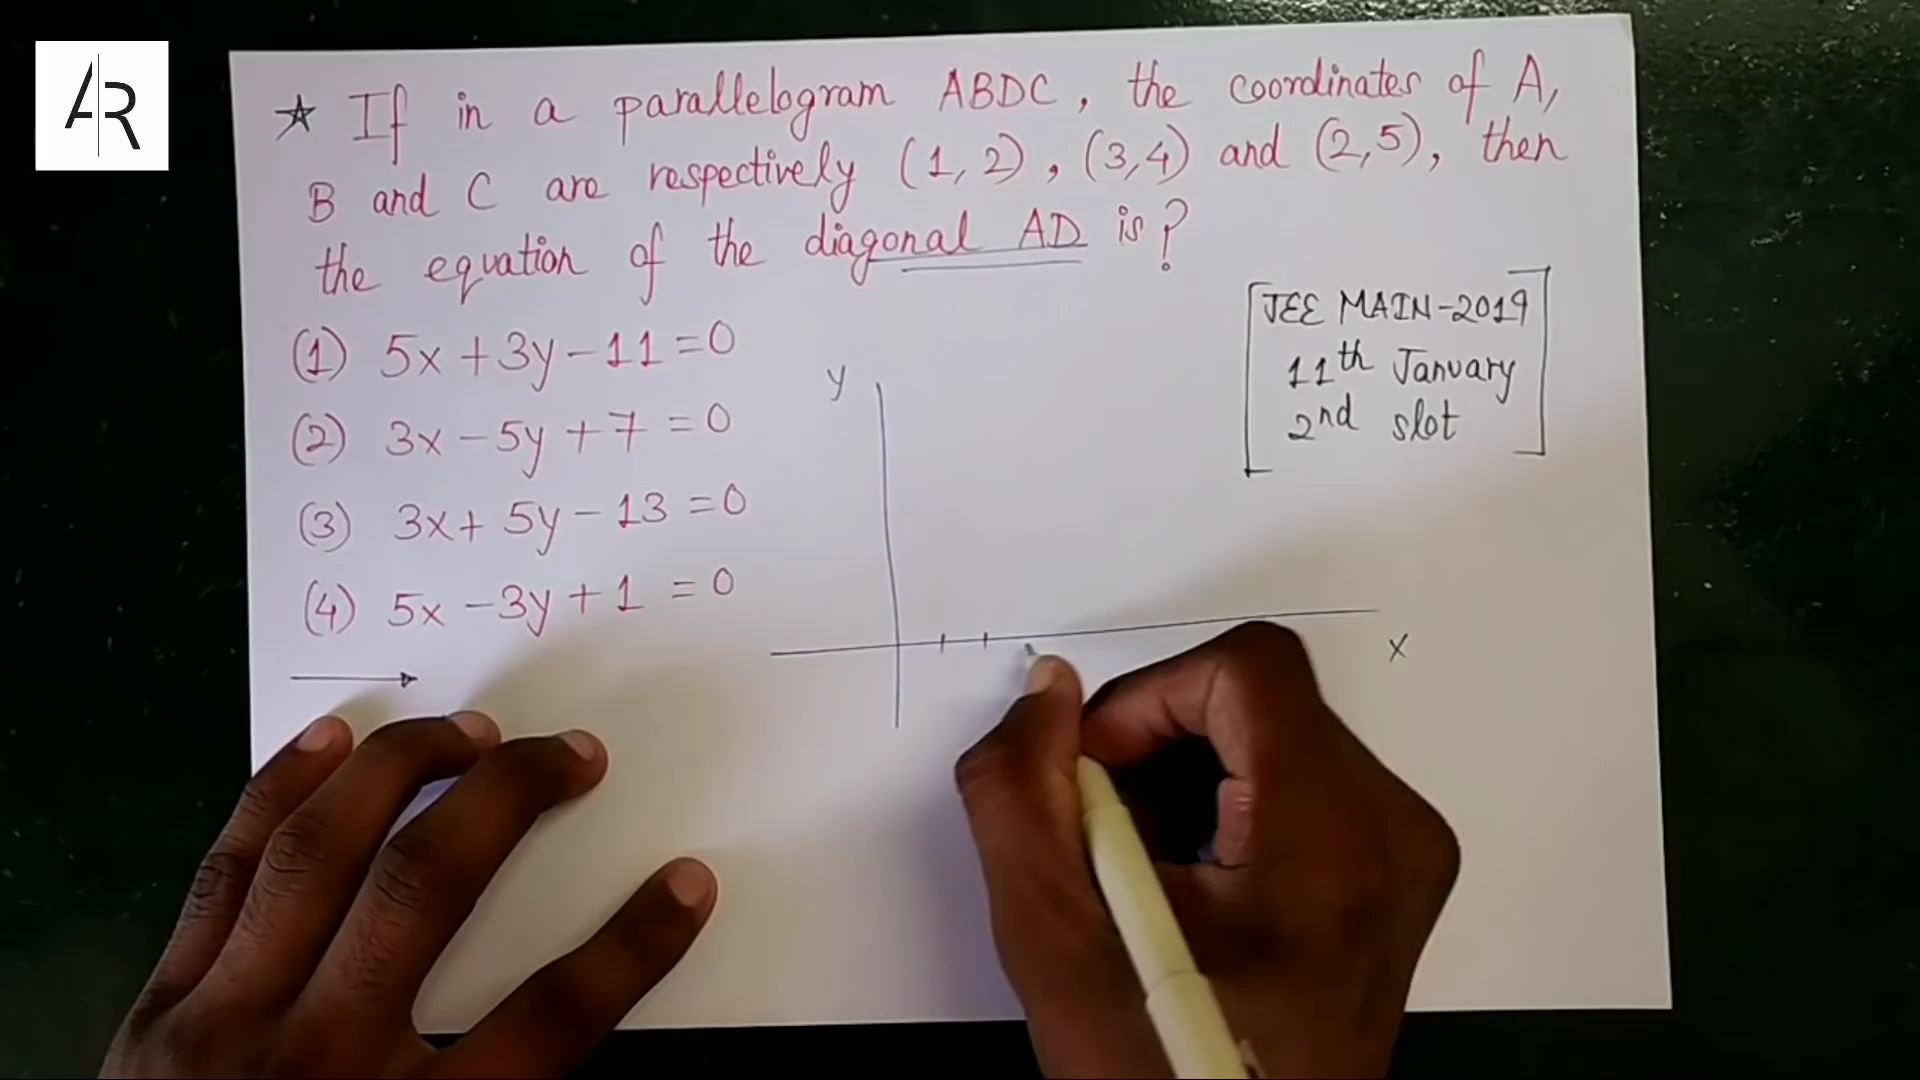 AR
☆ If in a parallelogram ABDC, the coordinates of A,
B and C are respectively (1,2), (3,4) and (2,5), then
the equation of the diagonal AD is?
(1) 5x + 3y - 11 = 0
(2) 3x - 5y + 7 = 0
(3) 3x + 5y - 13 = 0
(4) 5x - 3y + 1 = 0
[JEE MAIN-2019
11th January
2nd slot]
y
x